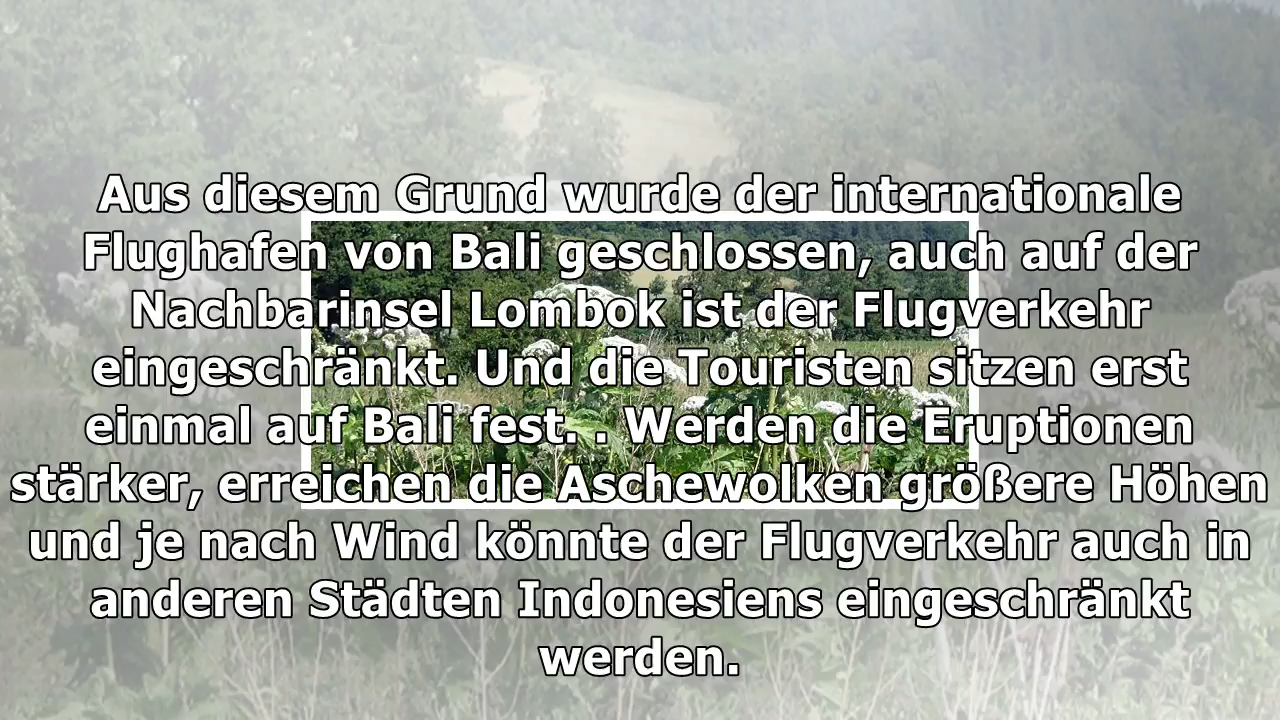 Aus diesem Grund wurde der internationale
Flughafen von Bali geschlossen, auch auf der
Nachbarinsel Lombok ist der Flugverkehr
eingeschränkt. Und die Touristen sitzen erst
einmal auf Bali fest. . Werden die Eruptionen
stärker, erreichen die Aschewolken größere Höhen
und je nach Wind könnte der Flugverkehr auch in
anderen Städten Indonesiens eingeschränkt
werden.